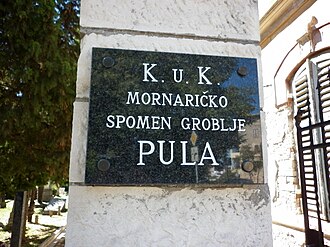 K. u K.
MORNARIČKO
SPOMEN GROBLJE
PULA